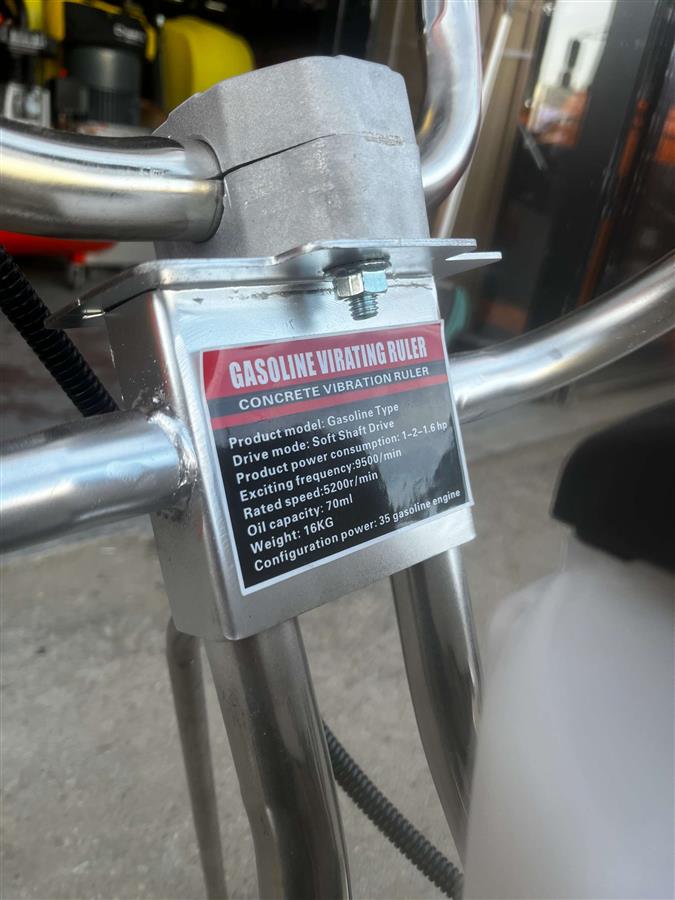 GASOLINE VIRATING RULER
CONCRETE VIBRATION RULER
Product model: Gasoline Type
Drive mode: Soft Shaft Drive
Product power consumption: 1-2-1.6 hp
Exciting frequency:9500/min
Rated speed:5200r/min
Oil capacity: 70ml
Weight: 16KG
Configuration power: 35 gasoline engine